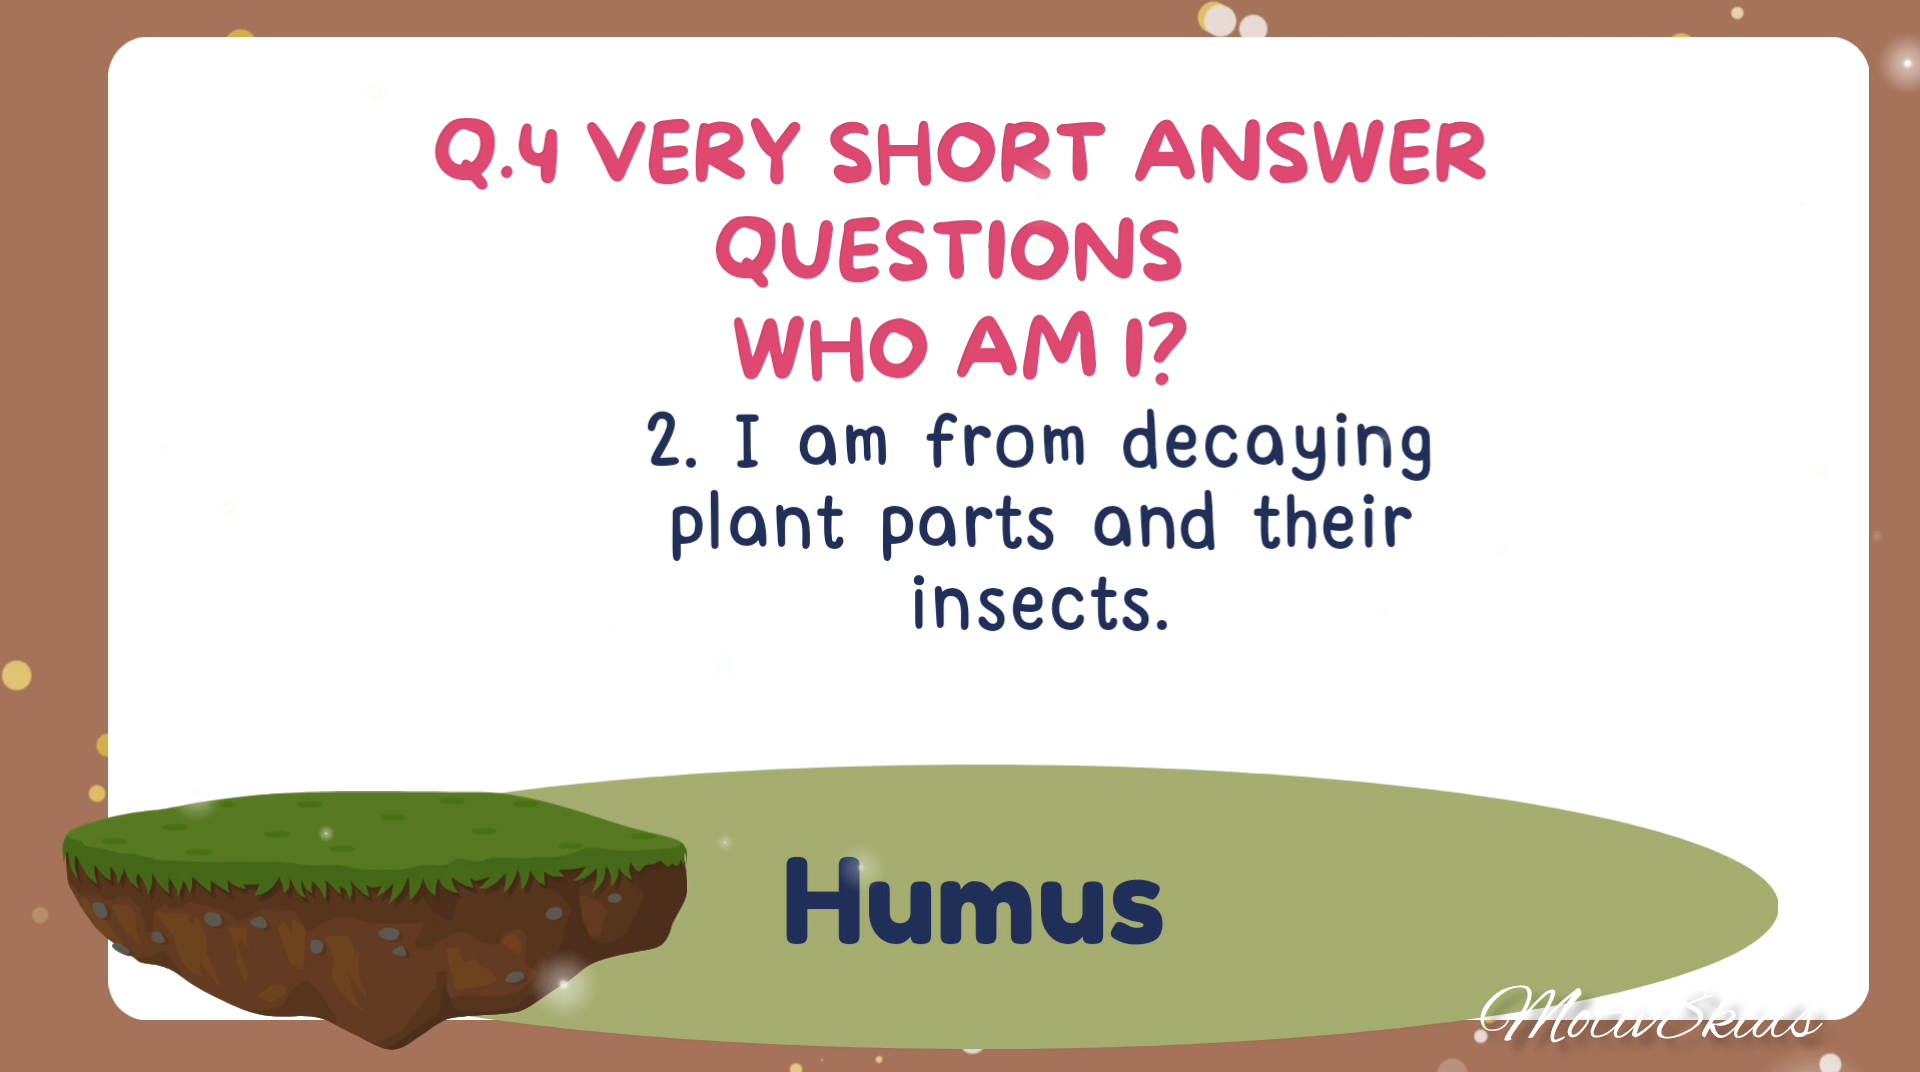 Q.4 VERY SHORT ANSWER
QUESTIONS
WHO AM I?
2. I am from decaying
plant parts and their
insects.
Humus